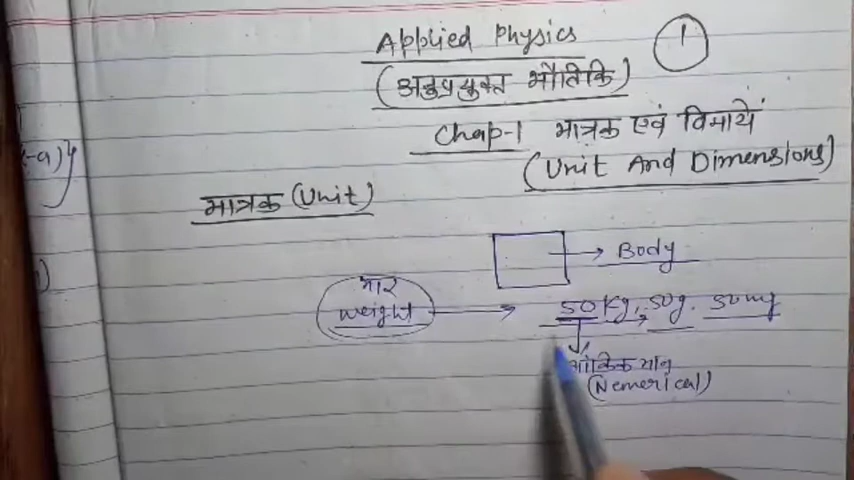 Applied Physics
1
(अनुप्रयुक्त भौतिकि)
Chap-1 मात्रक एवं विमायें
(Unit And Dimensions)
मात्रक (Unit)
Body
भार
weight
50Kg, 50g. 50mg
आंकिक मान
(Nemerical)